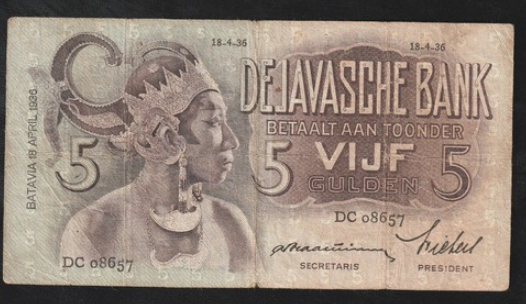 18-4-36
18-4-36
DE JAVASCHE BANK
BETAALT AAN TOONDER
5
5
VIJF
5
GULDEN
BATAVIA 18 APRIL 1936
DC 08657
DC 08657
SECRETARIS
PRESIDENT